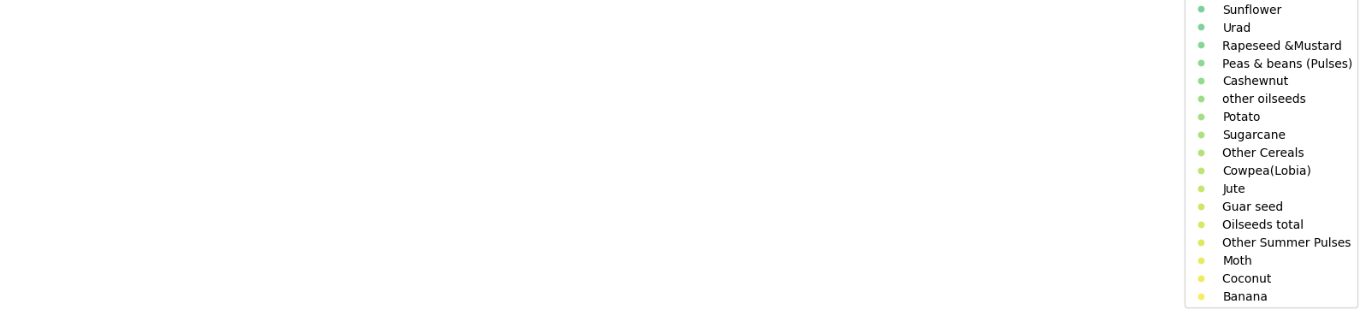 Sunflower
Urad
Rapeseed &Mustard
Peas & beans (Pulses)
Cashewnut
other oilseeds
Potato
Sugarcane
Other Cereals
Cowpea(Lobia)
Jute
Guar seed
Oilseeds total
Other Summer Pulses
Moth
Coconut
Banana